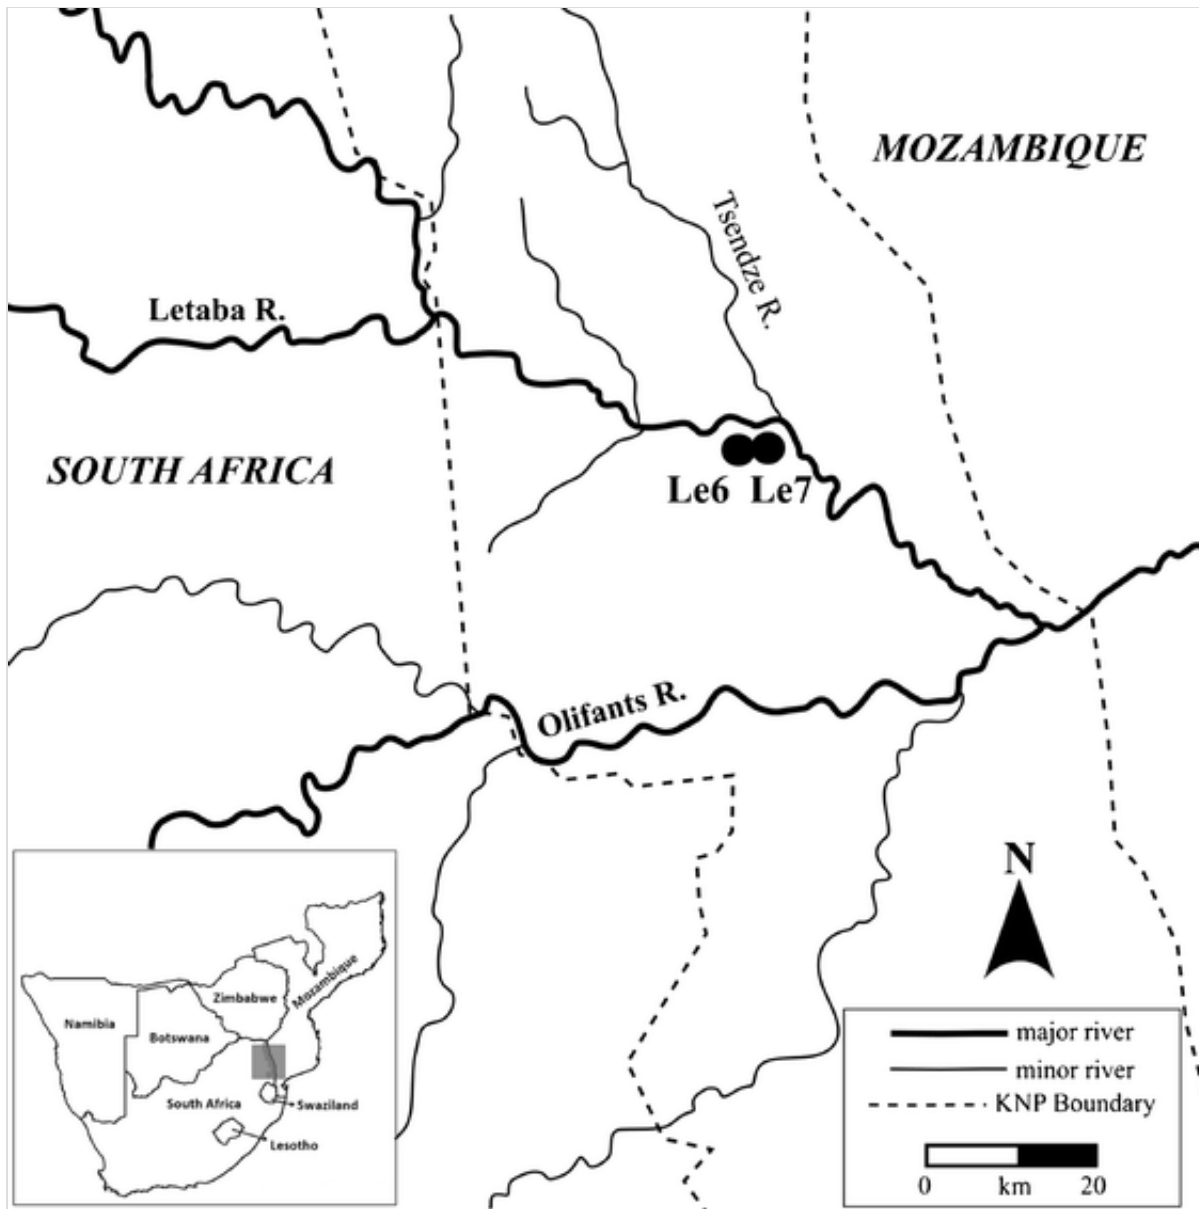 MOZAMBIQUE
Tsendze R.
Letaba R.
SOUTH AFRICA
Le6 Le7
Olifants R.
N
major river
minor river
KNP Boundary
0 km 20
Zimbabwe
Mozambique
Namibia
Botswana
South Africa
Swaziland
Lesotho